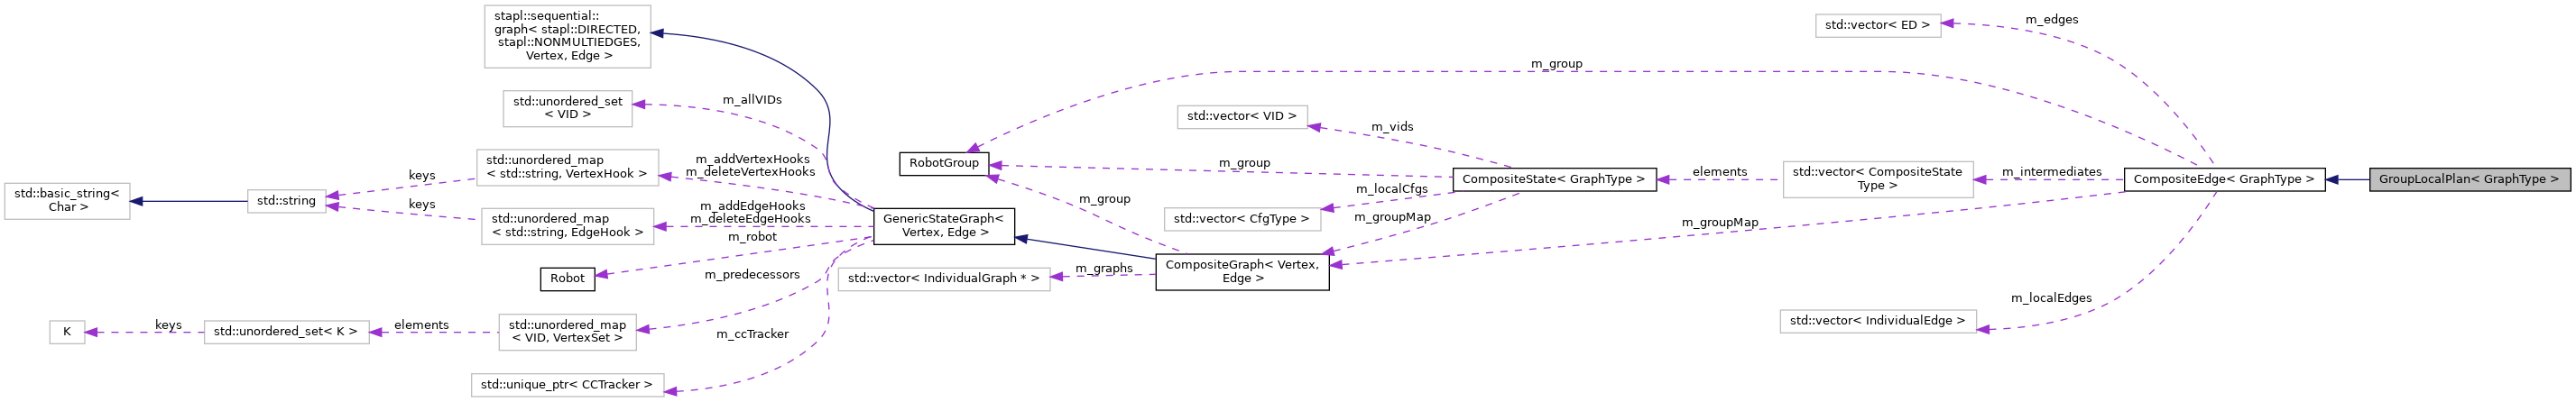 stapl::sequential::
graph< stapl::DIRECTED,
stapl::NONMULTIEDGES,
Vertex, Edge >
std::vector< ED >
m_edges
m_group
std::unordered_set
< VID >
m_allVIDs
std::vector< VID >
m_vids
RobotGroup
m_group
std::unordered_map
< std::string, VertexHook >
m_addVertexHooks
m_deleteVertexHooks
CompositeState< GraphType >
elements
std::vector< CompositeState
Type >
m_intermediates
CompositeEdge< GraphType >
GroupLocalPlan< GraphType >
std::basic_string<
Char >
std::string
keys
keys
std::unordered_map
< std::string, EdgeHook >
m_addEdgeHooks
m_deleteEdgeHooks
GenericStateGraph<
Vertex, Edge >
m_group
m_localCfgs
std::vector< CfgType >
m_groupMap
m_groupMap
m_robot
Robot
m_predecessors
std::vector< IndividualGraph * >
m_graphs
CompositeGraph< Vertex,
Edge >
m_localEdges
std::vector< IndividualEdge >
K
keys
std::unordered_set< K >
elements
std::unordered_map
< VID, VertexSet >
m_ccTracker
std::unique_ptr< CCTracker >